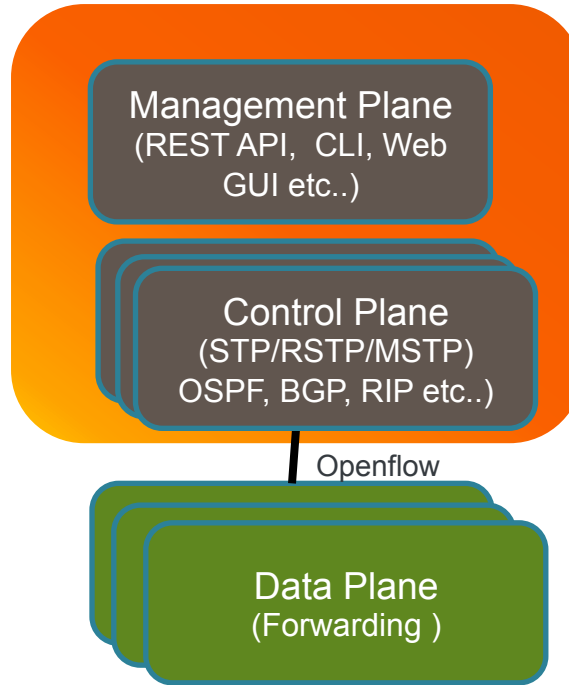 Management Plane
(REST API,  CLI, Web
GUI etc..)
Control Plane
(STP/RSTP/MSTP)
OSPF, BGP, RIP etc..)
Openflow
Data Plane
(Forwarding )